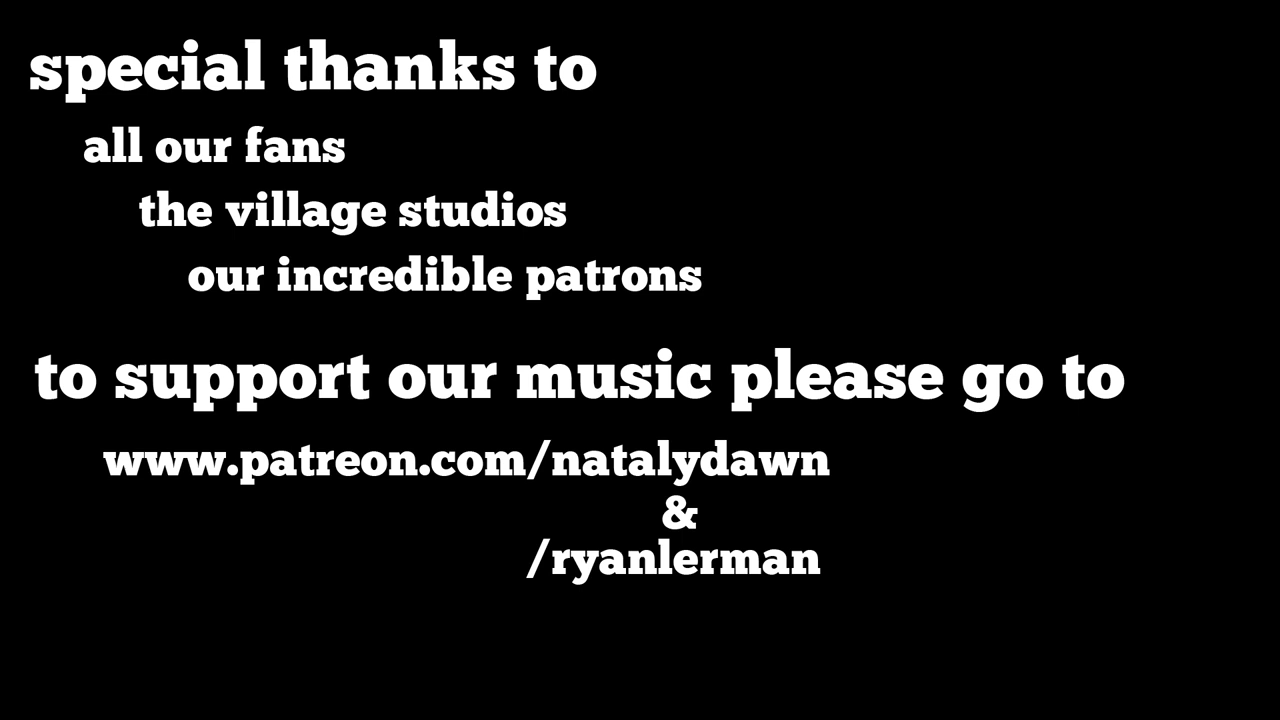 special thanks to
all our fans
the village studios
our incredible patrons
to support our music please go to
www.patreon.com/natalydawn
&
/ryanlerman